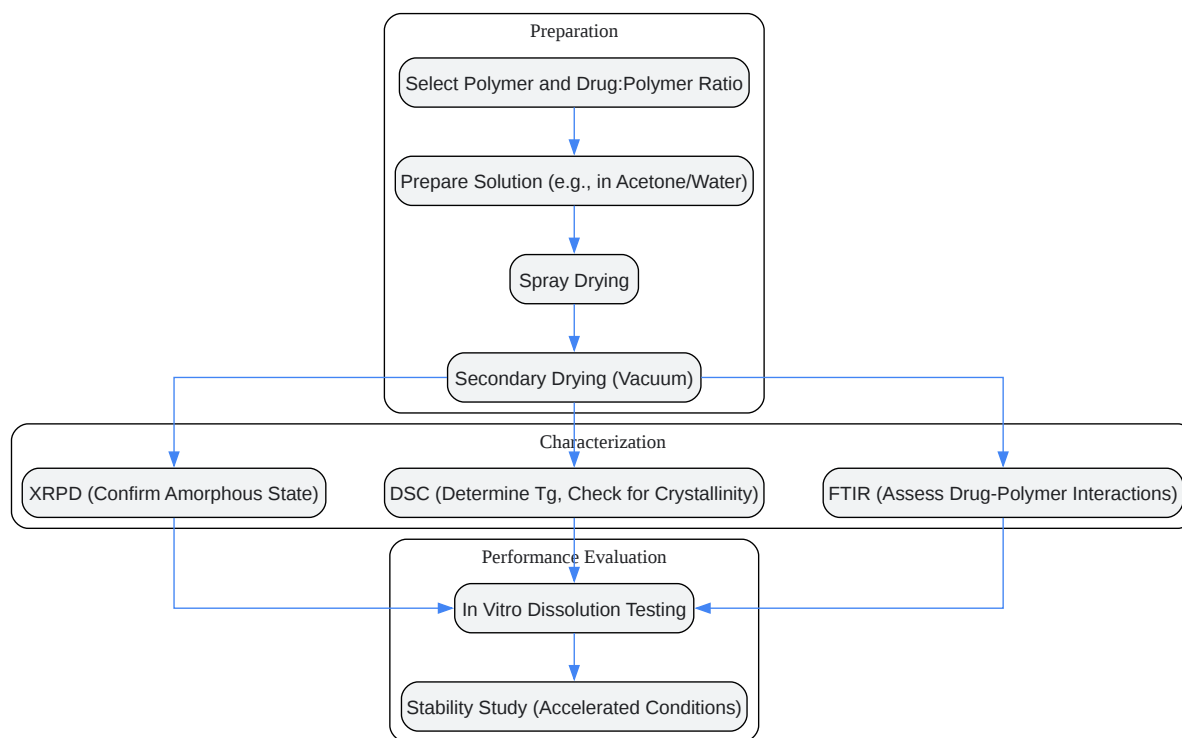 Preparation
Select Polymer and Drug:Polymer Ratio
Prepare Solution (e.g., in Acetone/Water)
Spray Drying
Secondary Drying (Vacuum)
Characterization
XRPD (Confirm Amorphous State)
DSC (Determine Tg, Check for Crystallinity)
FTIR (Assess Drug-Polymer Interactions)
Performance Evaluation
In Vitro Dissolution Testing
Stability Study (Accelerated Conditions)